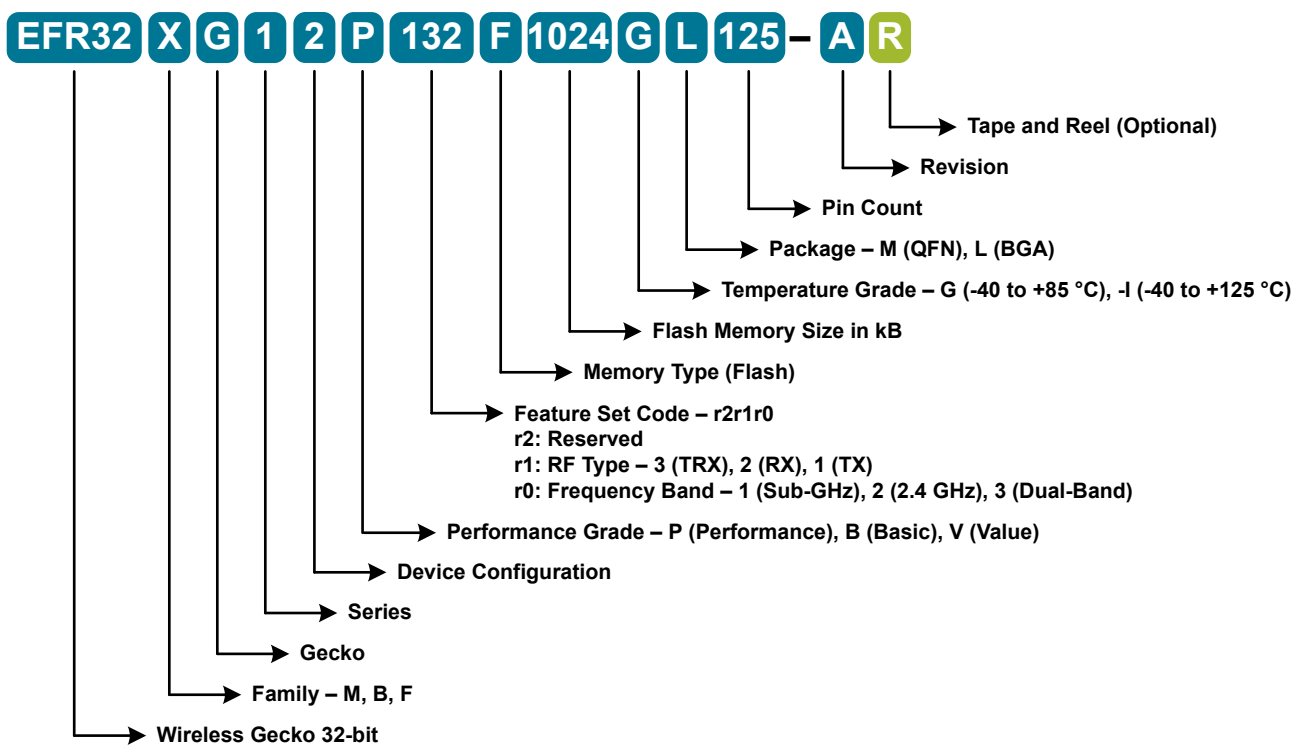 EFR32 X G 1 2 P 132 F 1024 G L 125 – A R
Tape and Reel (Optional)
Revision
Pin Count
Package – M (QFN), L (BGA)
Temperature Grade – G (-40 to +85 °C), -I (-40 to +125 °C)
Flash Memory Size in kB
Memory Type (Flash)
Feature Set Code – r2r1r0
r2: Reserved
r1: RF Type – 3 (TRX), 2 (RX), 1 (TX)
r0: Frequency Band – 1 (Sub-GHz), 2 (2.4 GHz), 3 (Dual-Band)
Performance Grade – P (Performance), B (Basic), V (Value)
Device Configuration
Series
Gecko
Family – M, B, F
Wireless Gecko 32-bit